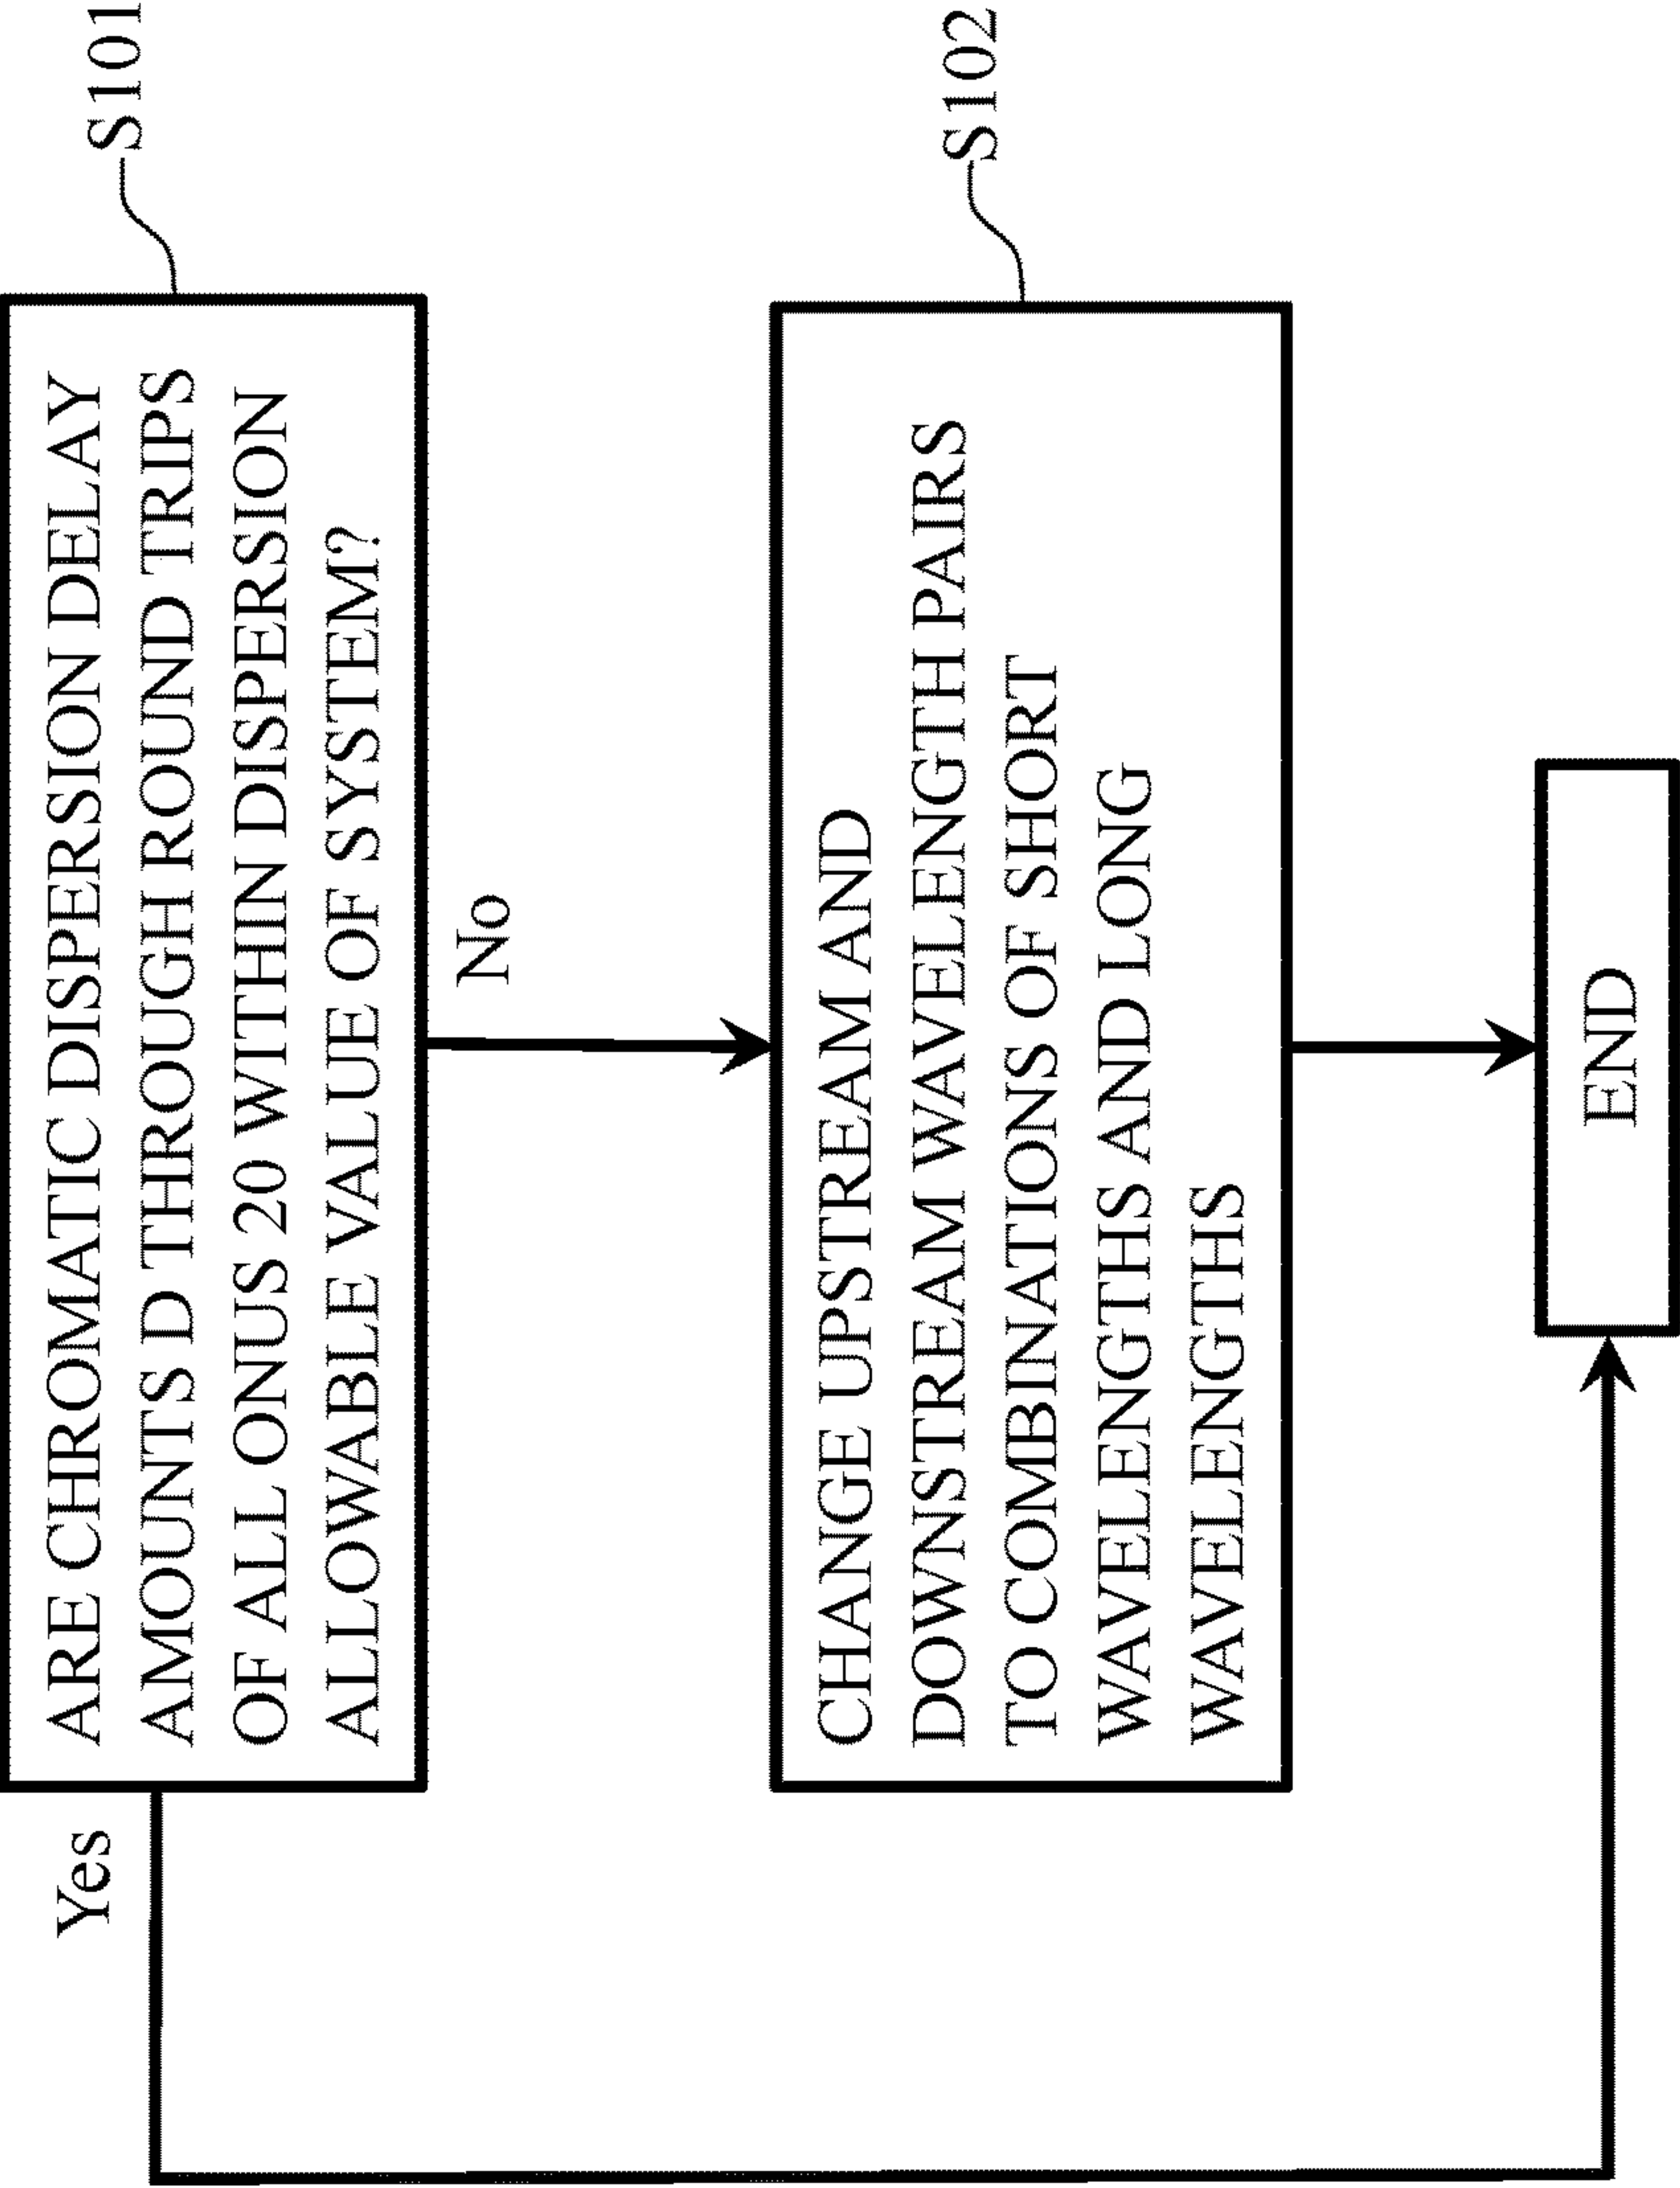 ARE CHROMATIC DISPERSION DELAY
AMOUNTS D THROUGH ROUND TRIPS
OF ALL ONUS 20 WITHIN DISPERSION
ALLOWABLE VALUE OF SYSTEM?
S101
Yes
No
CHANGE UPSTREAM AND
DOWNSTREAM WAVELENGTH PAIRS
TO COMBINATIONS OF SHORT
WAVELENGTHS AND LONG
WAVELENGTHS
S102
END